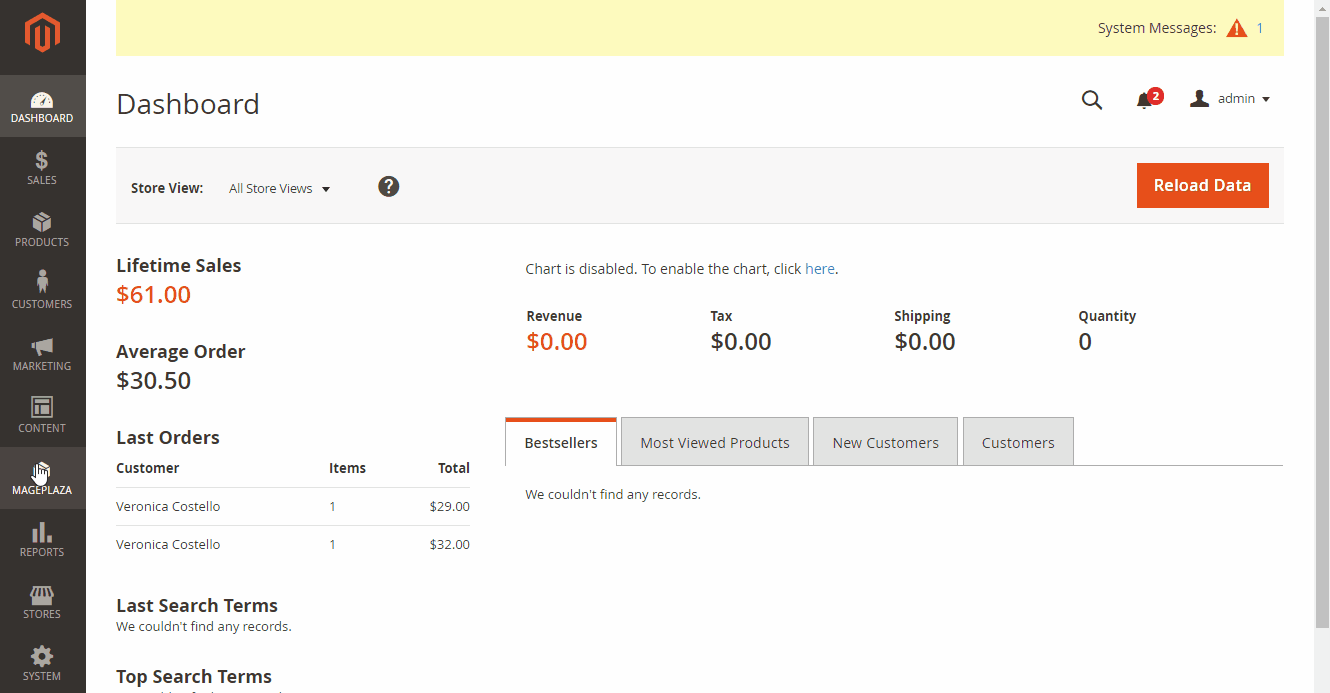 System Messages: 1
Dashboard
2
admin
DASHBOARD
SALES
PRODUCTS
CUSTOMERS
MARKETING
CONTENT
MAGEPLAZA
REPORTS
STORES
SYSTEM
Store View: All Store Views ?
Reload Data
Lifetime Sales
$61.00
Average Order
$30.50
Last Orders
Customer Items Total
Veronica Costello 1 $29.00
Veronica Costello 1 $32.00
Last Search Terms
We couldn't find any records.
Top Search Terms
Chart is disabled. To enable the chart, click here.
Revenue Tax Shipping Quantity
$0.00 $0.00 $0.00 0
Bestsellers Most Viewed Products New Customers Customers
We couldn't find any records.